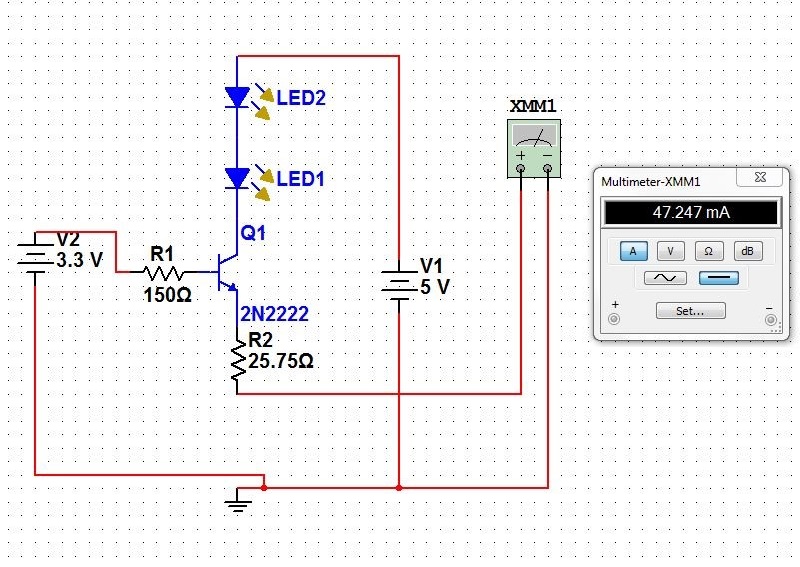 LED2
XMM1
+ −
Multimeter-XMM1
47.247 mA
A V Ω dB
LED1
Q1
V2
3.3 V
R1
150Ω
V1
5 V
Set...
+ −
2N2222
R2
25.75Ω